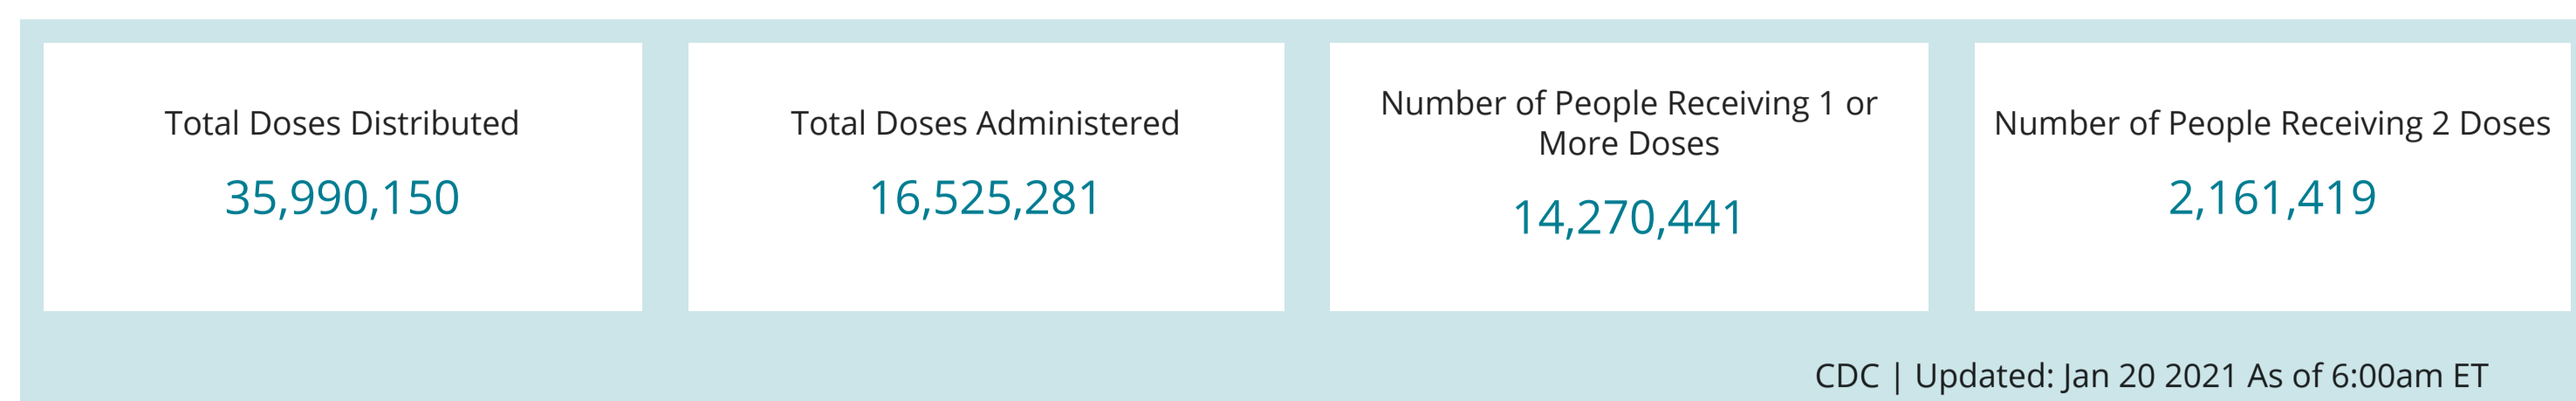 Total Doses Distributed
35,990,150
Total Doses Administered
16,525,281
Number of People Receiving 1 or
More Doses
14,270,441
Number of People Receiving 2 Doses
2,161,419
CDC | Updated: Jan 20 2021 As of 6:00am ET